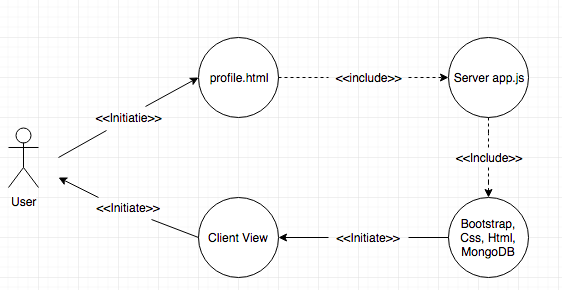 profile.html
<<include>>
Server app.js
<<Initiatie>>
<<Include>>
User
<<Initiate>>
Client View
<<Initiate>>
Bootstrap,
Css, Html,
MongoDB